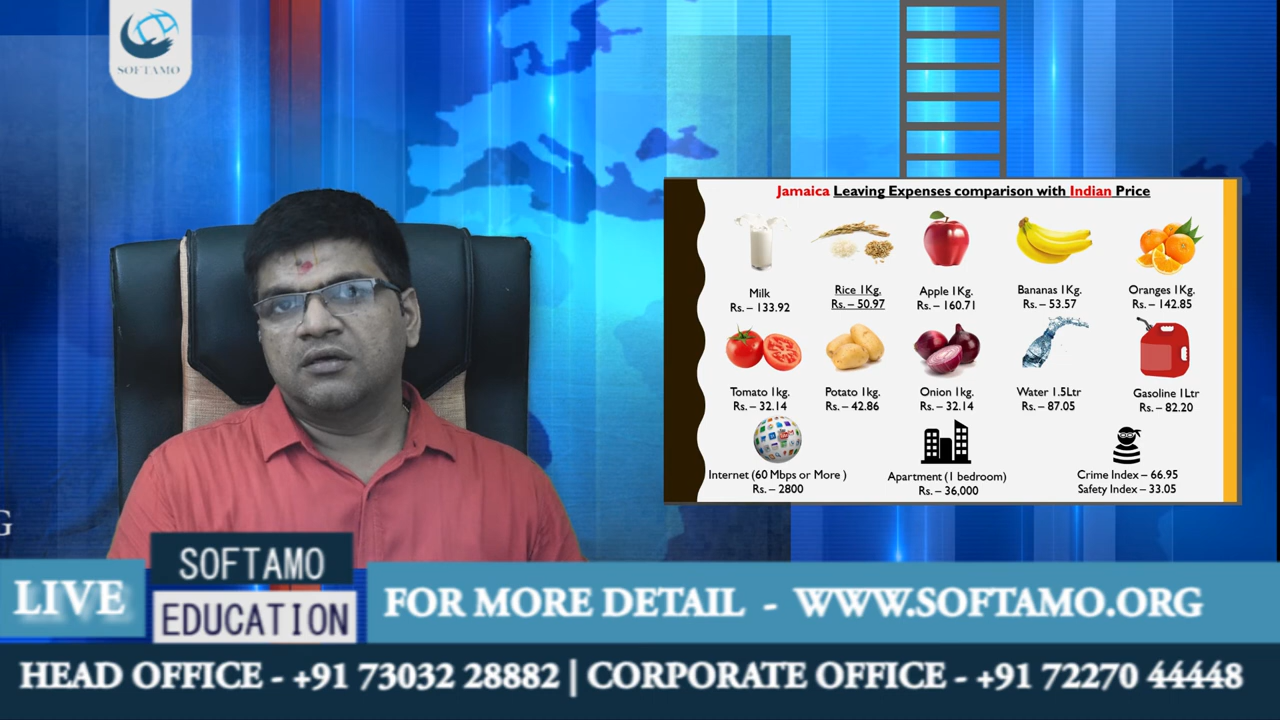 SOFTAMO
Jamaica Leaving Expenses comparison with Indian Price
Milk
Rs. – 133.92
Rice 1Kg.
Rs. – 50.97
Apple 1Kg.
Rs. – 160.71
Bananas 1Kg.
Rs. – 53.57
Oranges 1Kg.
Rs. – 142.85
Tomato 1kg.
Rs. – 32.14
Potato 1kg.
Rs. – 42.86
Onion 1kg.
Rs. – 32.14
Water 1.5Ltr
Rs. – 87.05
Gasoline 1Ltr
Rs. – 82.20
Internet (60 Mbps or More )
Rs. – 2800
Apartment (1 bedroom)
Rs. – 36,000
Crime Index – 66.95
Safety Index – 33.05
G
LIVE
SOFTAMO
EDUCATION
FOR MORE DETAIL - WWW.SOFTAMO.ORG
HEAD OFFICE - +91 73032 28882 | CORPORATE OFFICE - +91 72270 44448